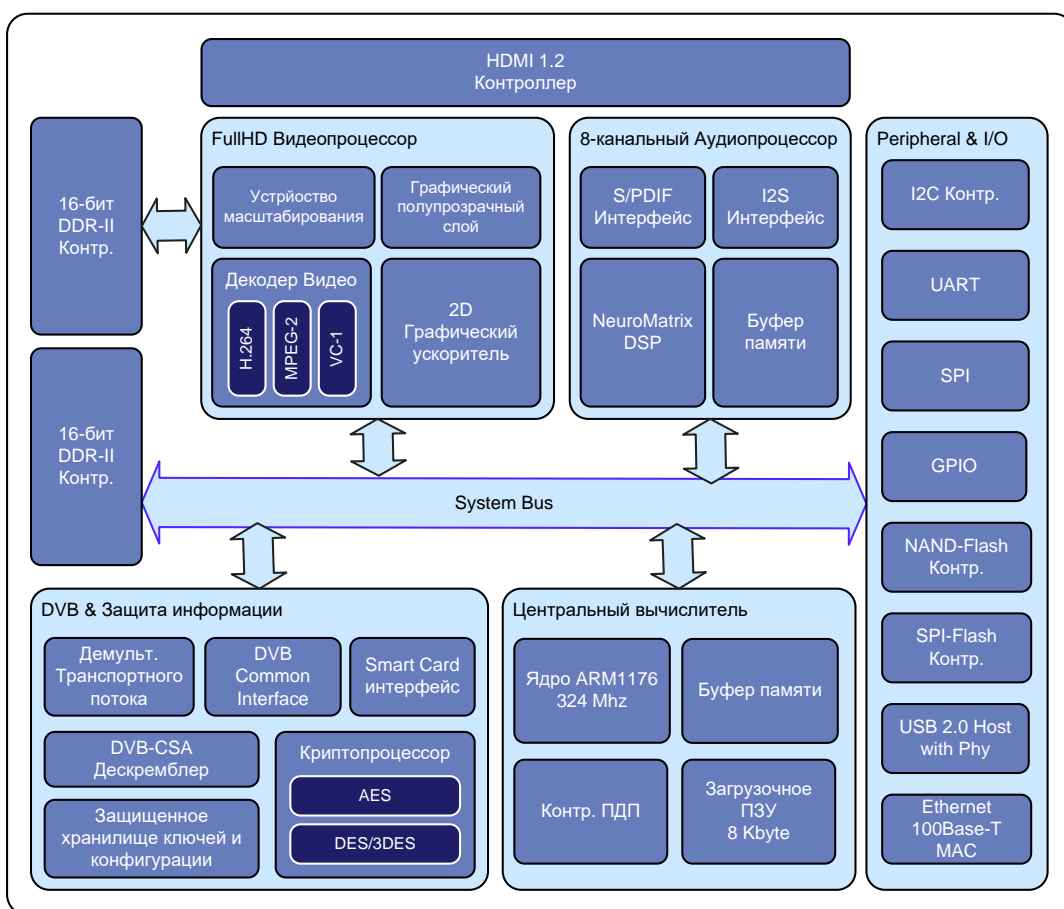 HDMI 1.2
Контроллер
16-бит
DDR-II
Контр.
16-бит
DDR-II
Контр.
FullHD Видеопроцессор
Устрйоство
масштабирования
Графический
полупрозрачный
слой
Декодер Видео
H.264
MPEG-2
VC-1
2D
Графический
ускоритель
8-канальный Аудиопроцессор
S/PDIF
Интерфейс
I2S
Интерфейс
NeuroMatrix
DSP
Буфер
памяти
Peripheral & I/O
I2C Контр.
UART
SPI
GPIO
NAND-Flash
Контр.
SPI-Flash
Контр.
USB 2.0 Host
with Phy
Ethernet
100Base-T
MAC
System Bus
DVB & Защита информации
Демульт.
Транспортного
потока
DVB
Common
Interface
Smart Card
интерфейс
DVB-CSA
Дескремблер
Защищенное
хранилище ключей и
конфигурации
Криптопроцессор
AES
DES/3DES
Центральный вычислитель
Ядро ARM1176
324 Mhz
Буфер памяти
Контр. ПДП
Загрузочное
ПЗУ
8 Kbyte